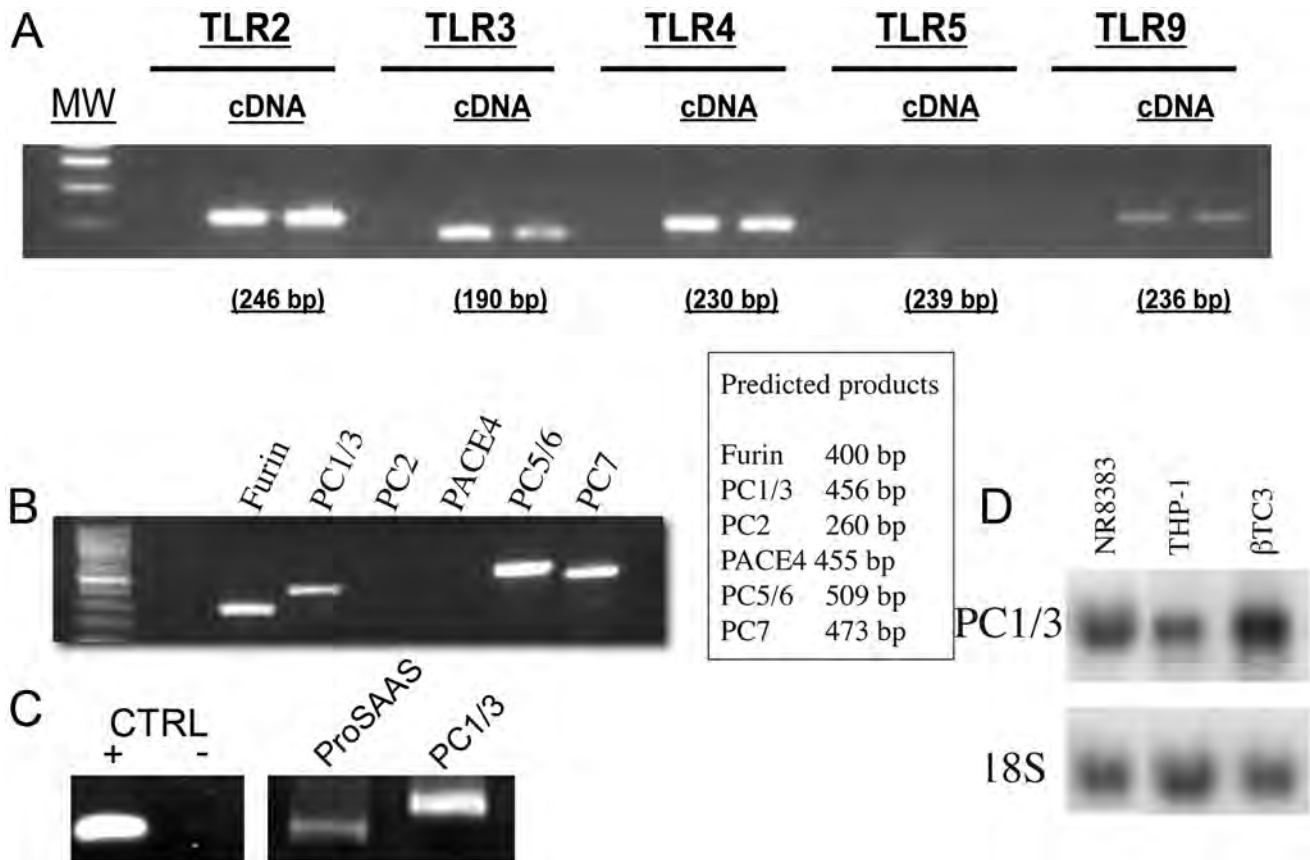 A
TLR2 TLR3 TLR4 TLR5 TLR9
MW cDNA cDNA cDNA cDNA cDNA
(246 bp) (190 bp) (230 bp) (239 bp) (236 bp)
B
Furin PC1/3 PC2 PACE4 PC5/6 PC7
Predicted products
Furin 400 bp
PC1/3 456 bp
PC2 260 bp
PACE4 455 bp
PC5/6 509 bp
PC7 473 bp
C
CTRL
+ -
ProSAAS PC1/3
D
NR8383 THP-1 βTC3
PC1/3
18S